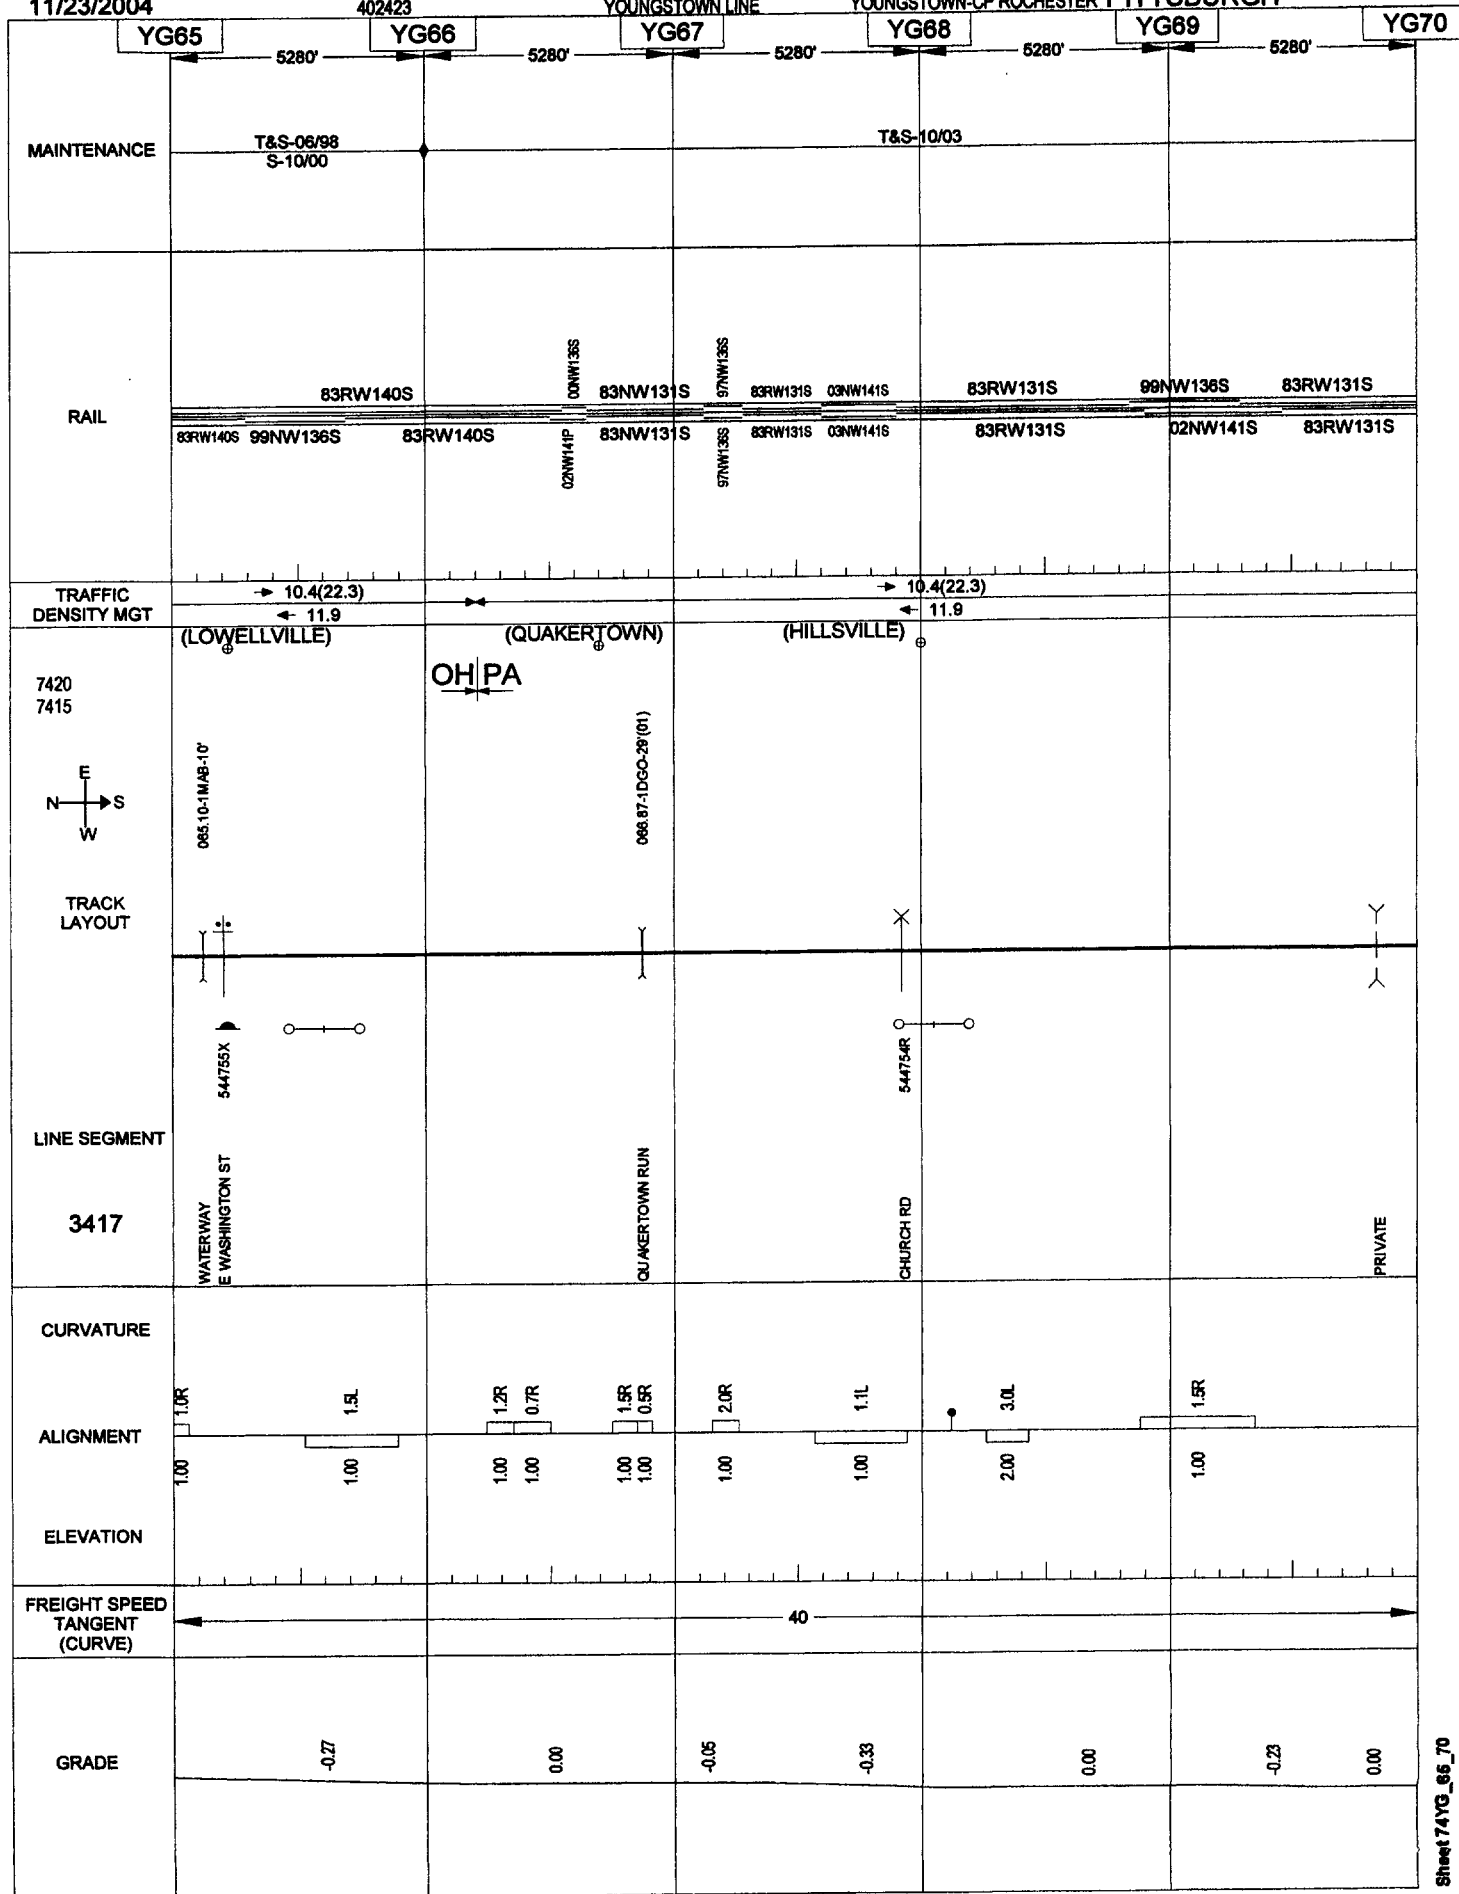 11/23/2004 402423 YOUNGSTOWN LINE YOUNGSTOWN-CP ROCHESTER PITTSBURGH
YG65 YG66 YG67 YG68 YG69 YG70
5280' 5280' 5280' 5280' 5280'
MAINTENANCE
T&S-06/98
S-10/00
T&S-10/03
RAIL
83RW140S 00NW136S 83NW131S 97NW136S 83RW131S 03NW141S 83RW131S 99NW136S 83RW131S
83RW140S 99NW136S 83RW140S 02NW141P 83NW131S 97NW136S 83RW131S 03NW141S 83RW131S 02NW141S 83RW131S
TRAFFIC
DENSITY MGT
10.4(22.3) 10.4(22.3)
11.9 11.9
(LOWELLVILLE) (QUAKERTOWN) (HILLSVILLE)
OH PA
7420
7415
E
N S
W
065.10-1MAB-10'
066.87-1DGO-29'(01)
TRACK
LAYOUT
544755X
544754R
LINE SEGMENT
3417
WATERWAY
E WASHINGTON ST
QUAKERTOWN RUN
CHURCH RD
PRIVATE
CURVATURE
1.0R 1.5L 1.2R 0.7R 1.5R 0.5R 2.0R 1.1L 3.0L 1.5R
ALIGNMENT
1.00 1.00 1.00 1.00 1.00 1.00 1.00 1.00 2.00 1.00
ELEVATION
FREIGHT SPEED
TANGENT
(CURVE)
40
GRADE
-0.27 0.00 -0.05 -0.33 0.00 -0.23 0.00
Sheet 74YG_65_70